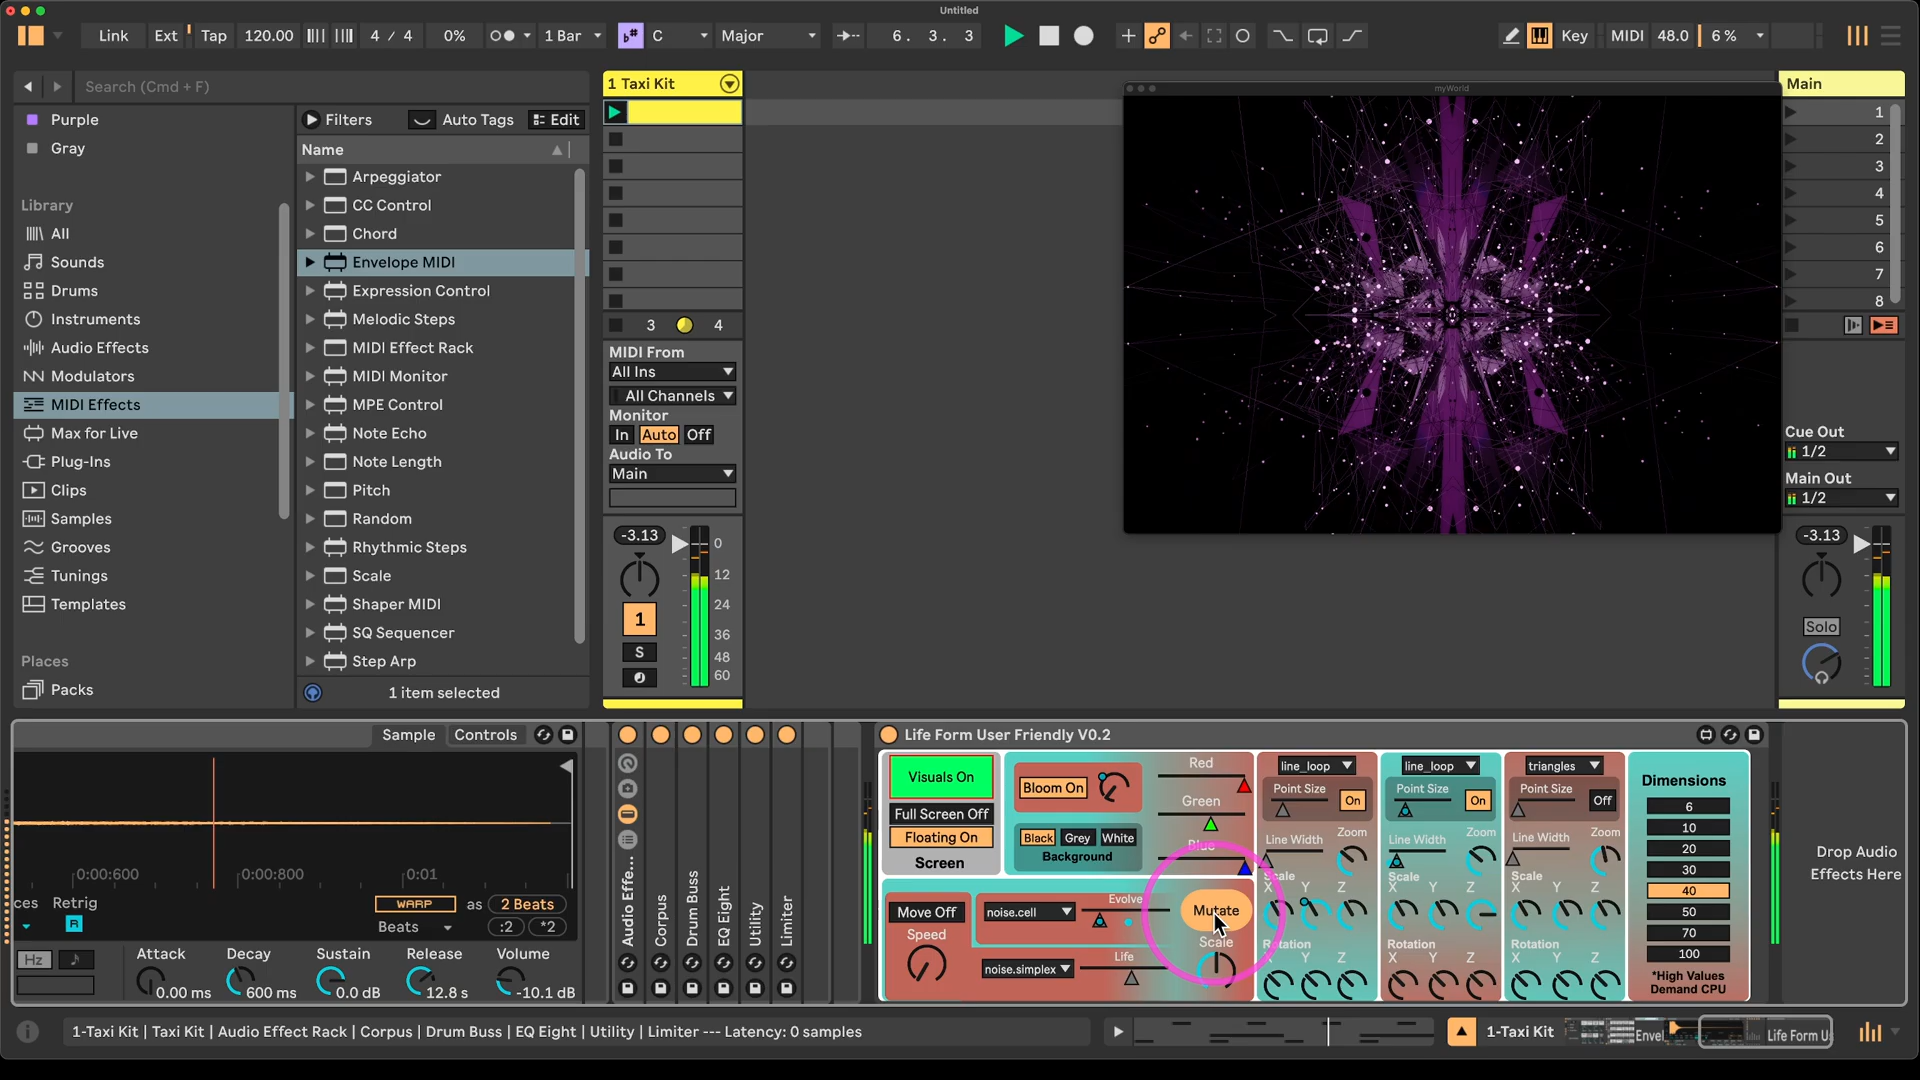 Untitled
Link Ext Tap 120.00 4 / 4 0% 1 Bar C Major 6. 3. 3 Key MIDI 48.0 6 %
Search (Cmd + F)
Purple
Gray
Library
All
Sounds
Drums
Instruments
Audio Effects
Modulators
MIDI Effects
Max for Live
Plug-Ins
Clips
Samples
Grooves
Tunings
Templates
Places
Packs
Filters Auto Tags Edit
Name
Arpeggiator
CC Control
Chord
Envelope MIDI
Expression Control
Melodic Steps
MIDI Effect Rack
MIDI Monitor
MPE Control
Note Echo
Note Length
Pitch
Random
Rhythmic Steps
Scale
Shaper MIDI
SQ Sequencer
Step Arp
1 item selected
1 Taxi Kit
3 4
MIDI From
All Ins
All Channels
Monitor
In Auto Off
Audio To
Main
-3.13
0
12
24
36
48
60
1
S
myWorld
Main
1
2
3
4
5
6
7
8
Cue Out
1/2
Main Out
1/2
-3.13
Solo
Sample Controls
0:00:600 0:00:800 0:01
ces Retrig
R
WARP as 2 Beats
Beats :2 *2
Hz
Attack Decay Sustain Release Volume
0.00 ms 600 ms 0.0 dB 12.8 s -10.1 dB
Audio Effe...
Corpus
Drum Buss
EQ Eight
Utility
Limiter
Life Form User Friendly V0.2
Visuals On
Full Screen Off
Floating On
Screen
Bloom On
Black Grey White
Background
Red
Green
Blue
Move Off
Speed
noise.cell
Evolve
noise.simplex
Life
Mutate
Scale
line_loop
Point Size
On
Line Width Zoom
Scale
X Y Z
Rotation
X Y Z
line_loop
Point Size
On
Line Width Zoom
Scale
X Y Z
Rotation
X Y Z
triangles
Point Size
Off
Line Width Zoom
Scale
X Y Z
Rotation
X Y Z
Dimensions
6
10
20
30
40
50
70
100
*High Values
Demand CPU
Drop Audio
Effects Here
1-Taxi Kit | Taxi Kit | Audio Effect Rack | Corpus | Drum Buss | EQ Eight | Utility | Limiter --- Latency: 0 samples
1-Taxi Kit
Envel
Life Form Us